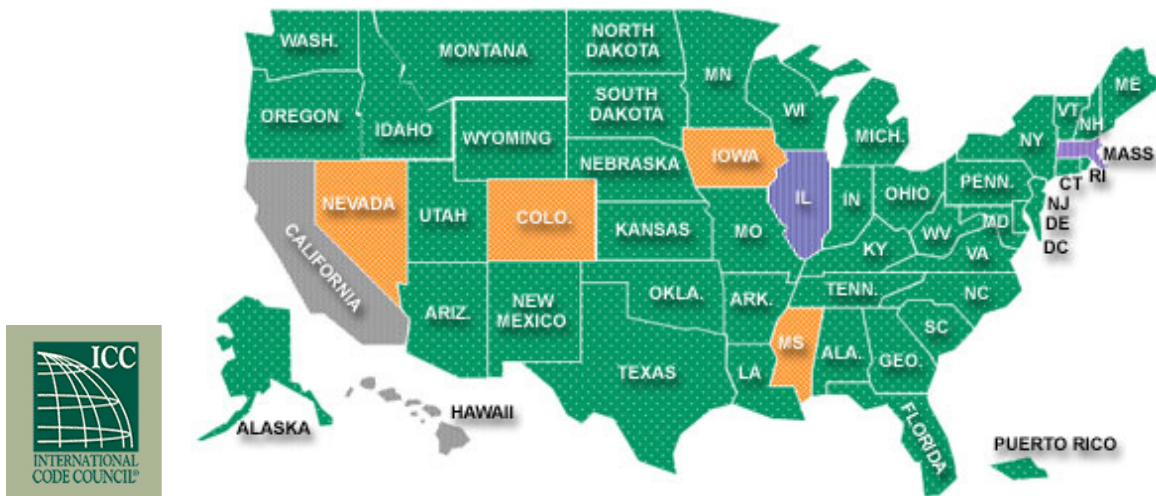 WASH.
MONTANA
NORTH
DAKOTA
MN
SOUTH
DAKOTA
WI
MICH.
ME
VT
NH
NY
MASS
RI
CT
OREGON
IDAHO
WYOMING
NEBRASKA
IOWA
IL
IN
OHIO
PENN.
NJ
DE
DC
MD
NEVADA
UTAH
COLO.
KANSAS
MO
KY
WV
VA
CALIFORNIA
ARIZ.
NEW
MEXICO
OKLA.
ARK.
TENN.
NC
SC
TEXAS
LA
MS
ALA.
GEO.
FLORIDA
ALASKA
HAWAII
PUERTO RICO
ICC
INTERNATIONAL
CODE COUNCIL®